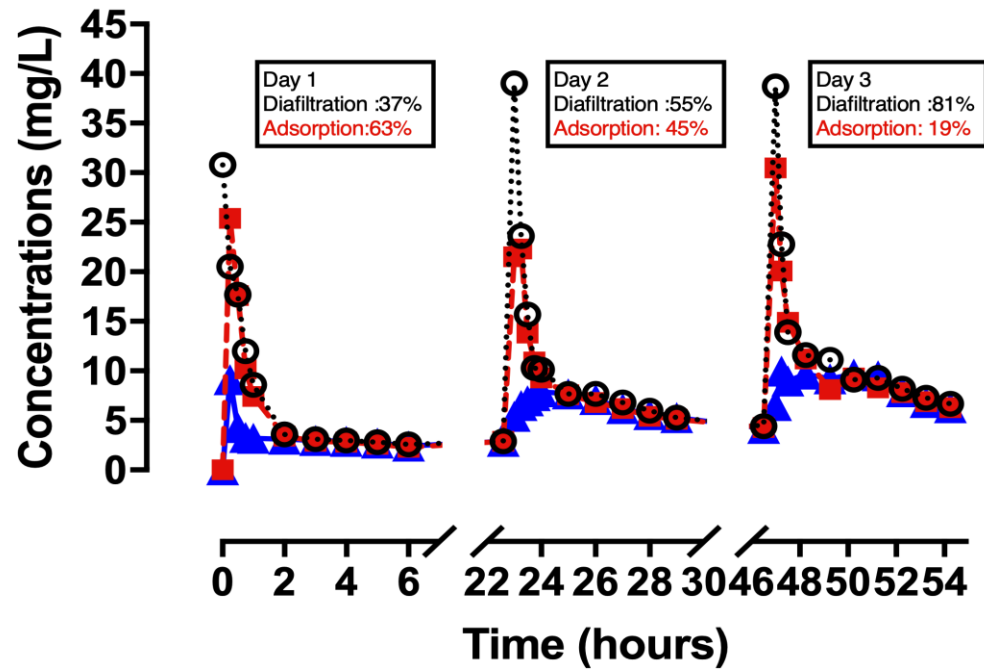 Concentrations (mg/L)
45
40
35
30
25
20
15
10
5
0
Day 1
Diafiltration :37%
Adsorption:63%
Day 2
Diafiltration :55%
Adsorption: 45%
Day 3
Diafiltration :81%
Adsorption: 19%
0 2 4 6 22 24 26 28 30 46 48 50 52 54
Time (hours)